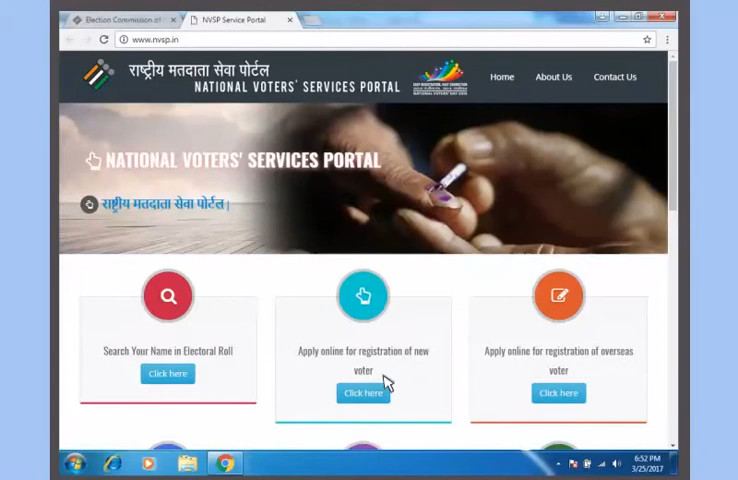 Election Commission of
NVSP Service Portal
www.nvsp.in
राष्ट्रीय मतदाता सेवा पोर्टल
NATIONAL VOTERS' SERVICES PORTAL
Home
About Us
Contact Us
NATIONAL VOTERS' SERVICES PORTAL
राष्ट्रीय मतदाता सेवा पोर्टल|
Search Your Name in Electoral Roll
Click here
Apply online for registration of new
voter
Click here
Apply online for registration of overseas
voter
Click here
6:52 PM
3/25/2017